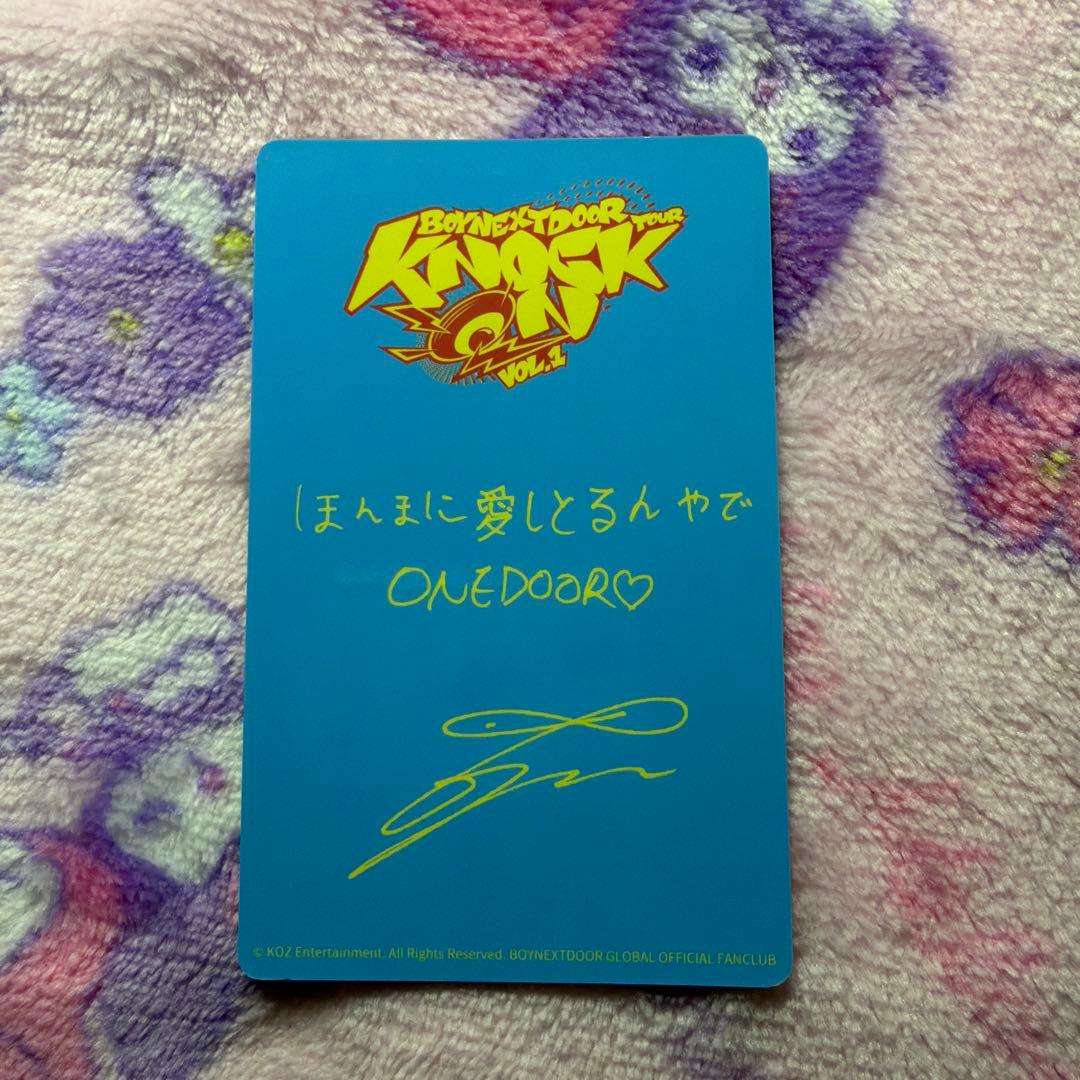 BOYNEXTDOOR TOUR
KNOCK
ON
VOL.1
ほんまに愛しとるんやで
ONEDOOR♡
© KOZ Entertainment. All Rights Reserved. BOYNEXTDOOR GLOBAL OFFICIAL FANCLUB